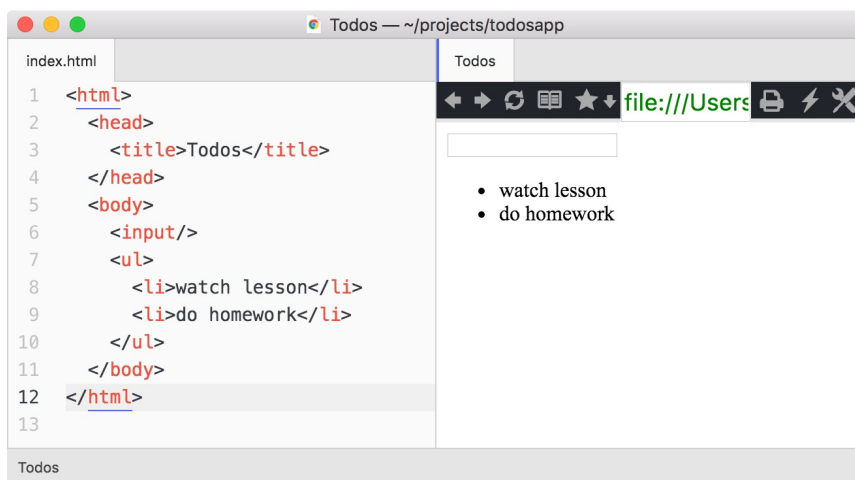 Todos — ~/projects/todosapp
index.html
1 <html>
2   <head>
3     <title>Todos</title>
4   </head>
5   <body>
6     <input/>
7     <ul>
8       <li>watch lesson</li>
9       <li>do homework</li>
10     </ul>
11   </body>
12 </html>
13
Todos
file:///Users
• watch lesson
• do homework
Todos